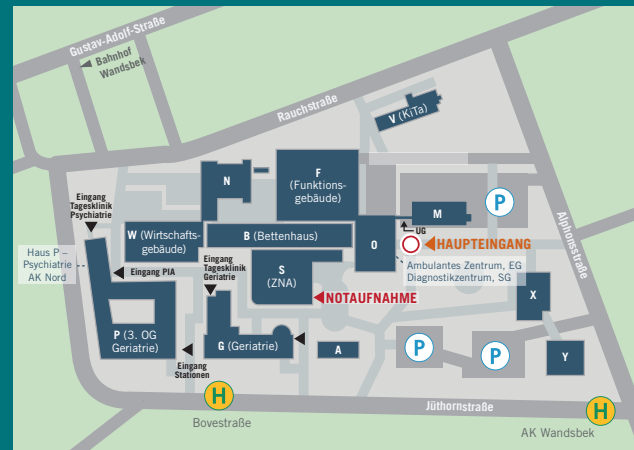 Gustav-Adolf-Straße
Bahnhof
Wandsbek
Rauchstraße
V (KiTa)
F
(Funktions-
gebäude)
N
P
M
Alphonsstraße
Eingang
Tagesklinik
Psychiatrie
W (Wirtschafts-
gebäude)
B (Bettenhaus)
O
UG
HAUPTEINGANG
Haus P –
Psychiatrie
AK Nord
Eingang PIA
Eingang
Tagesklinik
Geriatrie
S
(ZNA)
Ambulantes Zentrum, EG
Diagnostikzentrum, SG
NOTAUFNAHME
X
P (3. OG
Geriatrie)
G (Geriatrie)
A
P
P
Y
Eingang
Stationen
H
Bovestraße
Jüthornstraße
H
AK Wandsbek